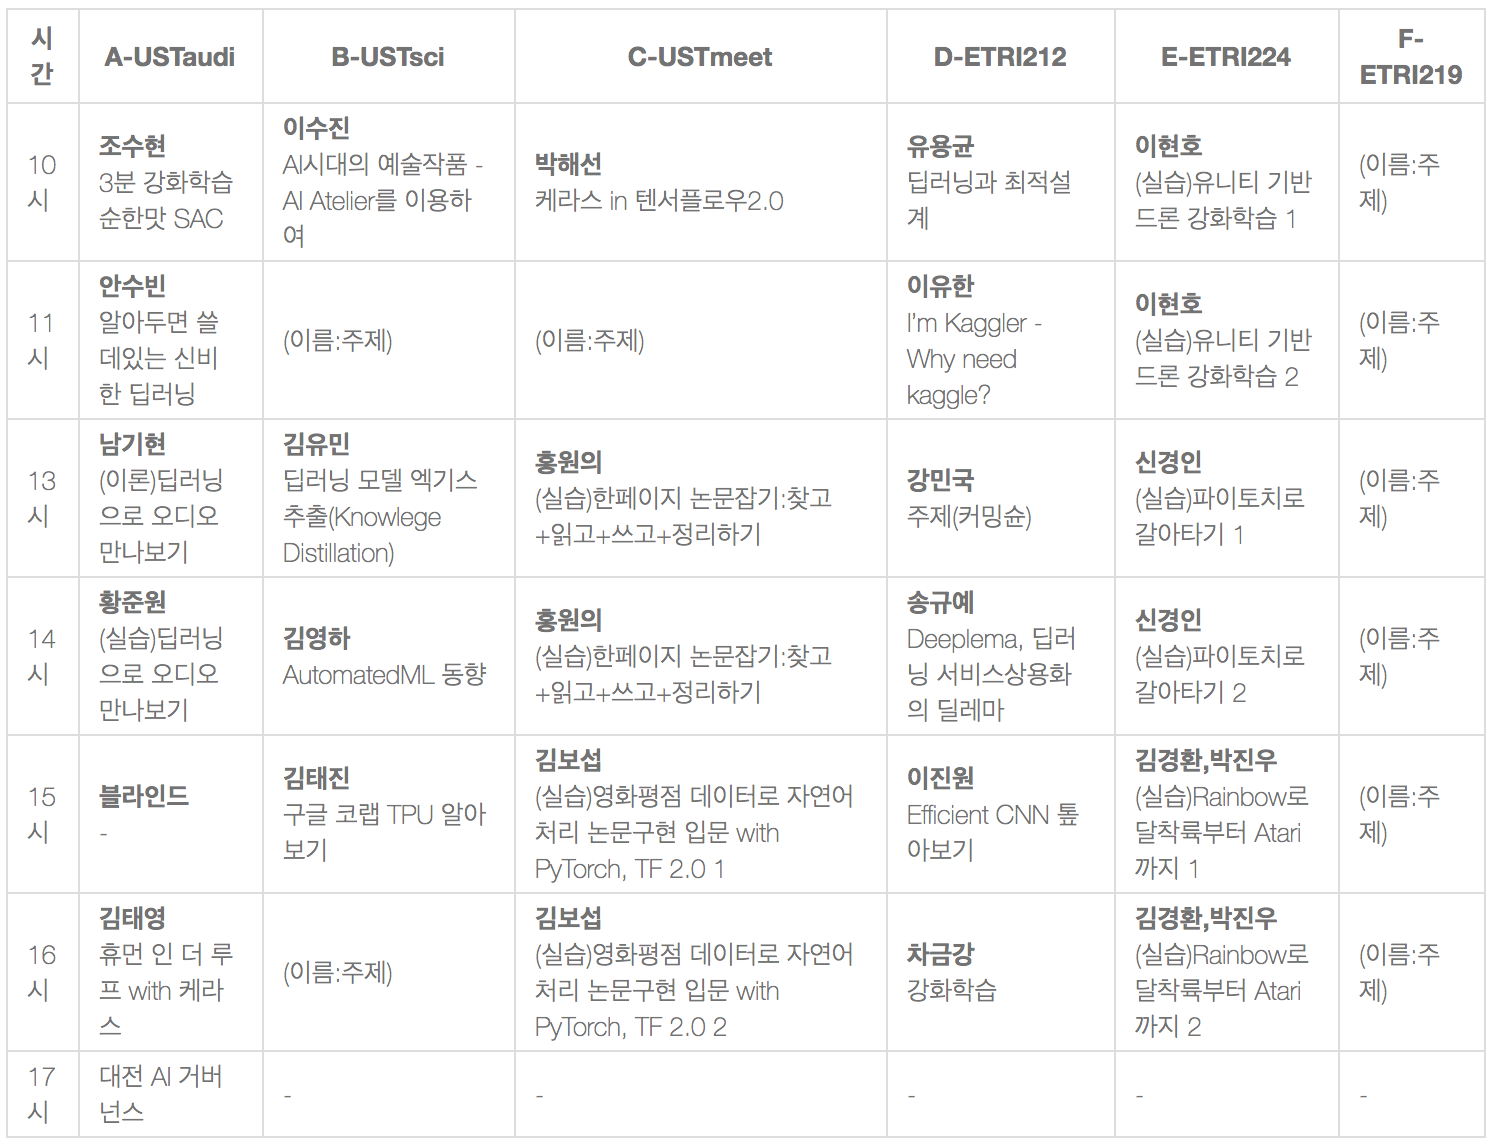 시
간
A-USTaudi
B-USTsci
C-USTmeet
D-ETRI212
E-ETRI224
F-
ETRI219
10
시
조수현
3분 강화학습
순한맛 SAC
이수진
AI시대의 예술작품 -
AI Atelier를 이용하
여
박해선
케라스 in 텐서플로우2.0
유용균
딥러닝과 최적설
계
이현호
(실습)유니티 기반
드론 강화학습 1
(이름:주
제)
11
시
안수빈
알아두면 쓸
데있는 신비
한 딥러닝
(이름:주제)
(이름:주제)
이유한
I’m Kaggler -
Why need
kaggle?
이현호
(실습)유니티 기반
드론 강화학습 2
(이름:주
제)
13
시
남기현
(이론)딥러닝
으로 오디오
만나보기
김유민
딥러닝 모델 엑기스
추출(Knowlege
Distillation)
홍원의
(실습)한페이지 논문잡기:찾고
+읽고+쓰고+정리하기
강민국
주제(커밍슌)
신경인
(실습)파이토치로
갈아타기 1
(이름:주
제)
14
시
황준원
(실습)딥러닝
으로 오디오
만나보기
김영하
AutomatedML 동향
홍원의
(실습)한페이지 논문잡기:찾고
+읽고+쓰고+정리하기
송규예
Deeplema, 딥러
닝 서비스상용화
의 딜레마
신경인
(실습)파이토치로
갈아타기 2
(이름:주
제)
15
시
블라인드
-
김태진
구글 코랩 TPU 알아
보기
김보섭
(실습)영화평점 데이터로 자연어
처리 논문구현 입문 with
PyTorch, TF 2.0 1
이진원
Efficient CNN 톺
아보기
김경환,박진우
(실습)Rainbow로
달착륙부터 Atari
까지 1
(이름:주
제)
16
시
김태영
휴먼 인 더 루
프 with 케라
스
(이름:주제)
김보섭
(실습)영화평점 데이터로 자연어
처리 논문구현 입문 with
PyTorch, TF 2.0 2
차금강
강화학습
김경환,박진우
(실습)Rainbow로
달착륙부터 Atari
까지 2
(이름:주
제)
17
시
대전 AI 거버
넌스
-
-
-
-
-